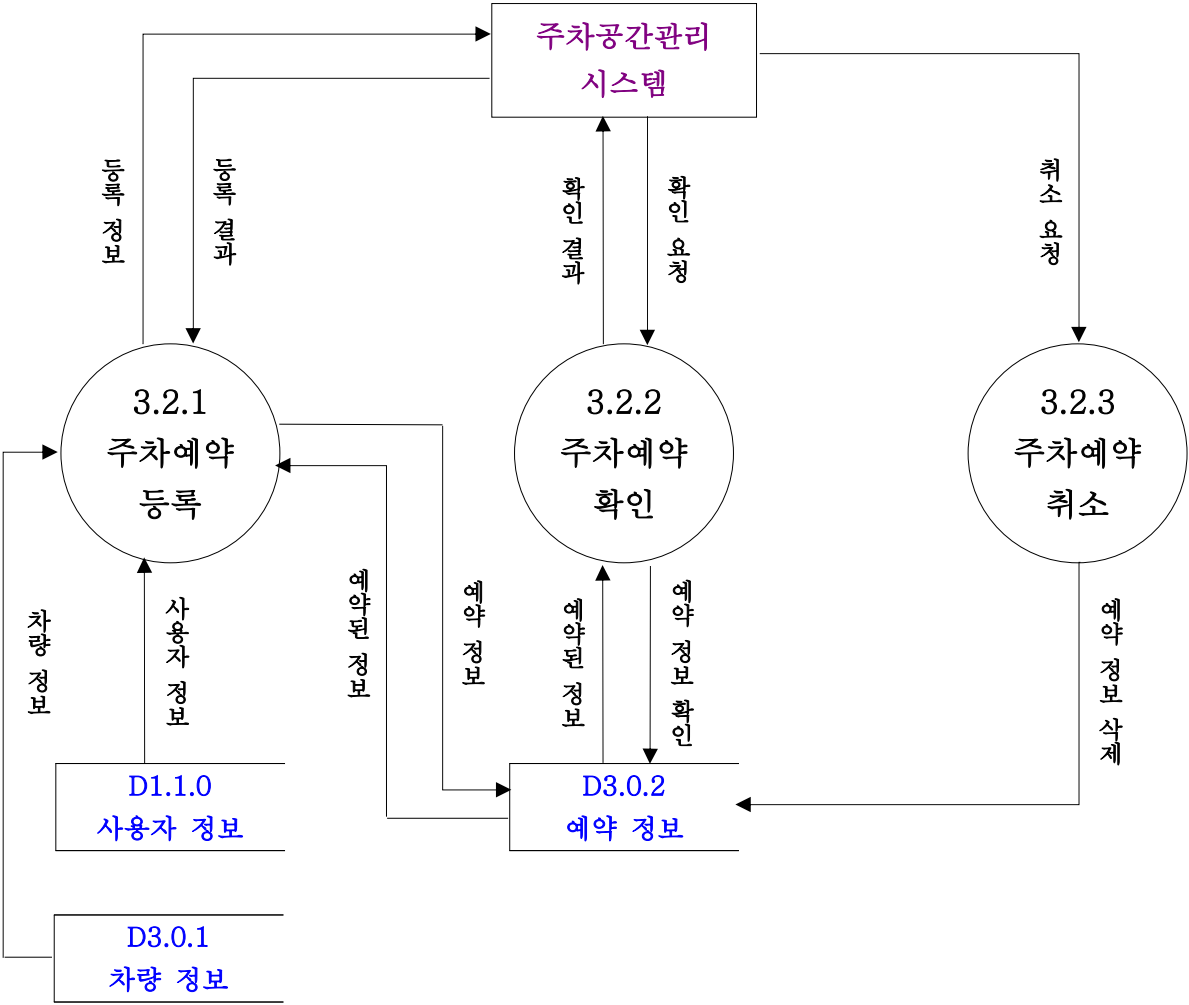 주차공간관리
시스템
등록 정보
등록 결과
확인 결과
확인 요청
취소 요청
3.2.1
주차예약
등록
3.2.2
주차예약
확인
3.2.3
주차예약
취소
차량 정보
사용자 정보
예약된 정보
예약 정보
예약된 정보
예약 정보 확인
예약 정보 삭제
D1.1.0
사용자 정보
D3.0.2
예약 정보
D3.0.1
차량 정보